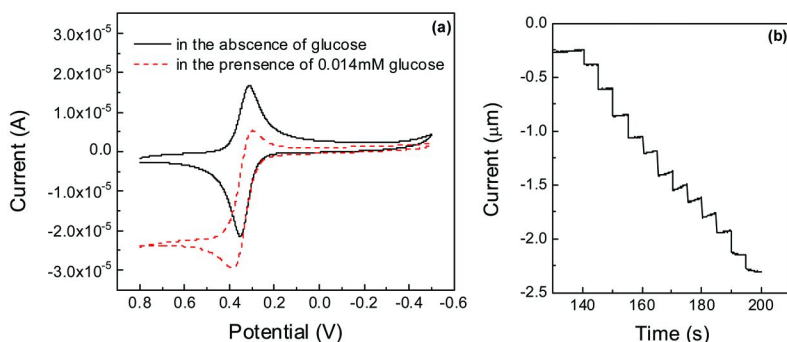 (a)
in the abscence of glucose
in the prensence of 0.014mM glucose
3.0x10⁻⁵
2.0x10⁻⁵
1.0x10⁻⁵
0.0
-1.0x10⁻⁵
-2.0x10⁻⁵
-3.0x10⁻⁵
Current (A)
0.8 0.6 0.4 0.2 0.0 -0.2 -0.4 -0.6
Potential (V)
(b)
0.0
-0.5
-1.0
-1.5
-2.0
-2.5
Current (μm)
140 160 180 200
Time (s)